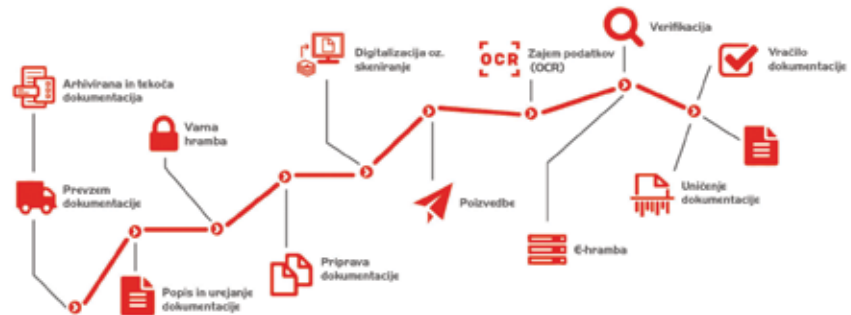 Arhivirana in tekoča
dokumentacija
Prevzem
dokumentacije
Varna
hramba
Popis in urejanje
dokumentacije
Priprava
dokumentacije
Digitalizacija oz.
skeniranje
Poizvedbe
OCR
Zajem podatkov
(OCR)
Verifikacija
€-hramba
Vračilo
dokumentacije
Uničenje
dokumentacije